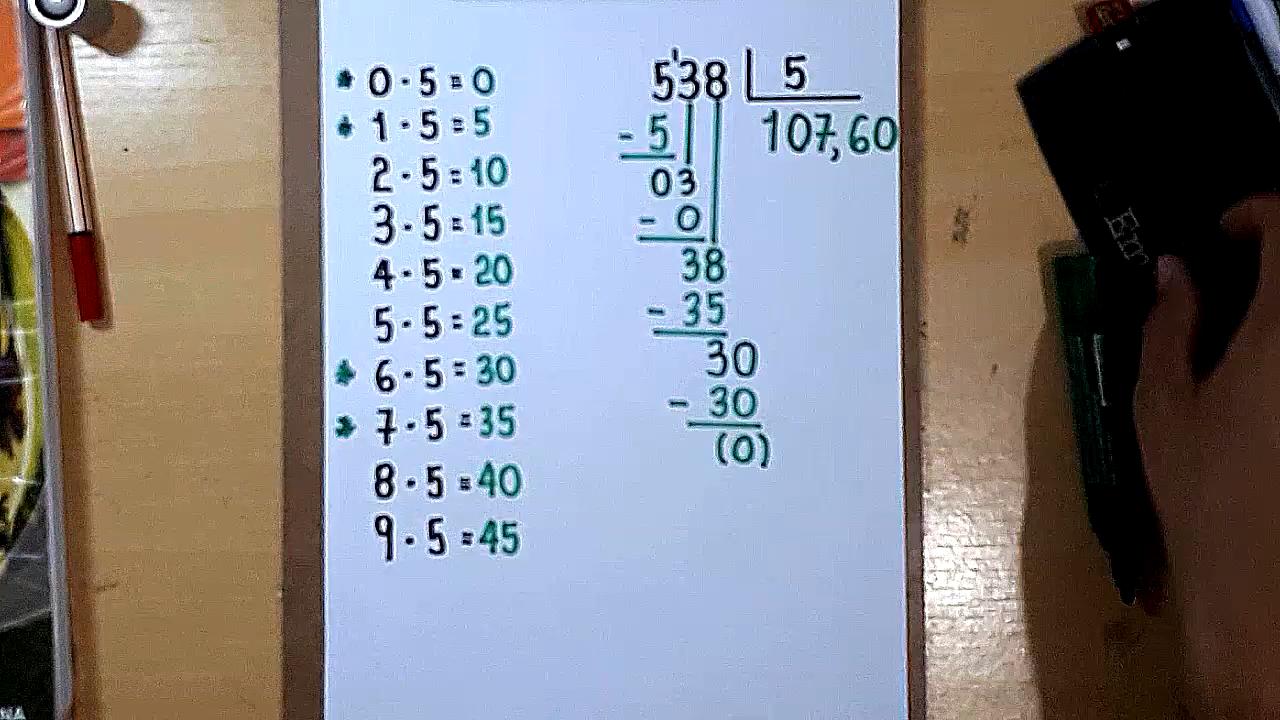 * 0 · 5 = 0
* 1 · 5 = 5
2 · 5 = 10
3 · 5 = 15
4 · 5 = 20
5 · 5 = 25
* 6 · 5 = 30
* 7 · 5 = 35
8 · 5 = 40
9 · 5 = 45
5'38 5
- 5 107,60
03
- 0
38
- 35
30
- 30
(0)